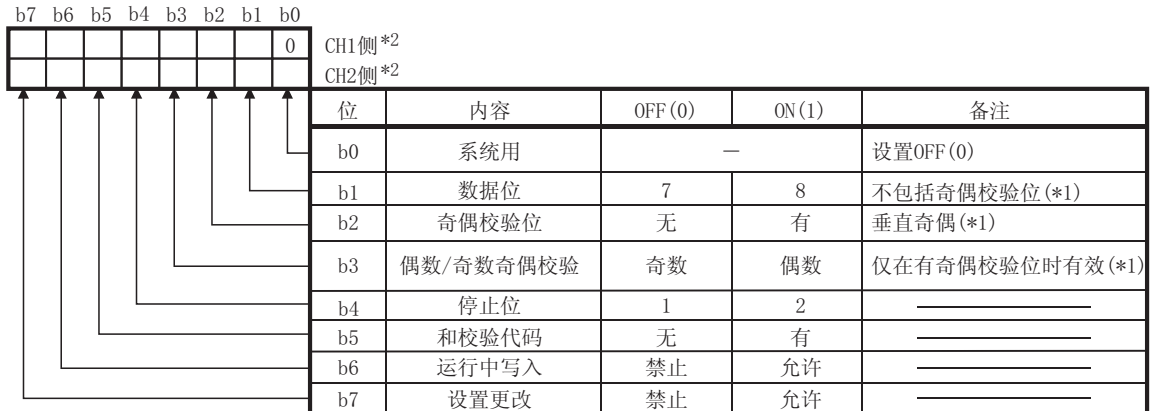 b7 b6 b5 b4 b3 b2 b1 b0
0 CH1侧*2
CH2侧*2
位 内容 OFF(0) ON(1) 备注
b0 系统用 — 设置OFF(0)
b1 数据位 7 8 不包括奇偶校验位(*1)
b2 奇偶校验位 无 有 垂直奇偶(*1)
b3 偶数/奇数奇偶校验 奇数 偶数 仅在有奇偶校验位时有效(*1)
b4 停止位 1 2
b5 和校验代码 无 有
b6 运行中写入 禁止 允许
b7 设置更改 禁止 允许